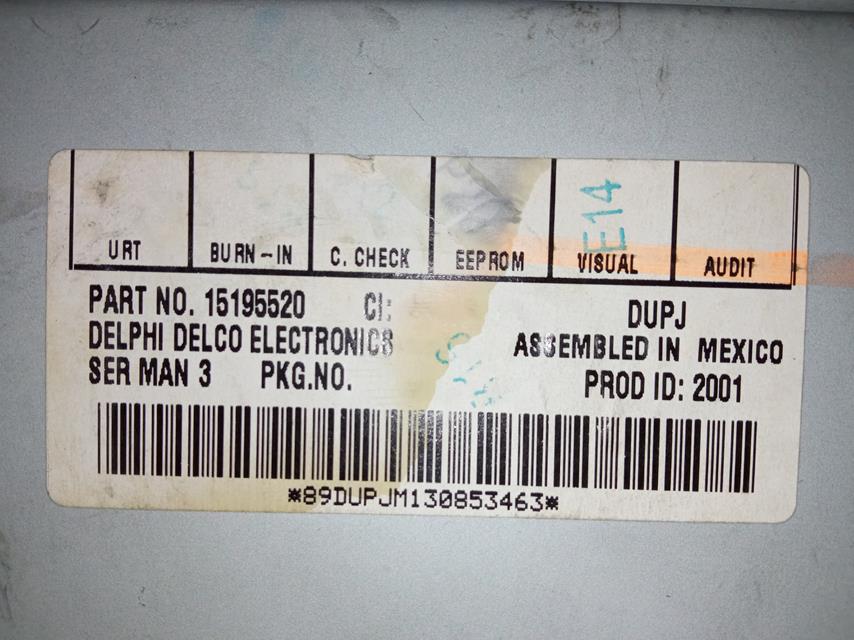 URT BURN-IN C. CHECK EEPROM VISUAL AUDIT
E14
PART NO. 15195520 CI: DUPJ
DELPHI DELCO ELECTRONICS ASSEMBLED IN MEXICO
SER MAN 3 PKG.NO. PROD ID: 2001
*89DUPJM130853463*